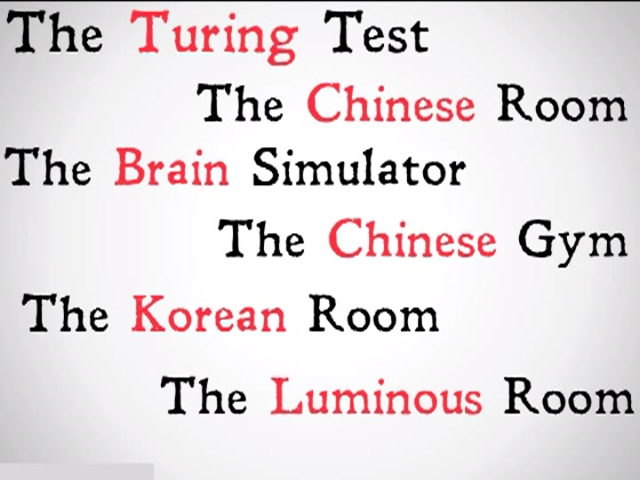 The Turing Test
The Chinese Room
The Brain Simulator
The Chinese Gym
The Korean Room
The Luminous Room